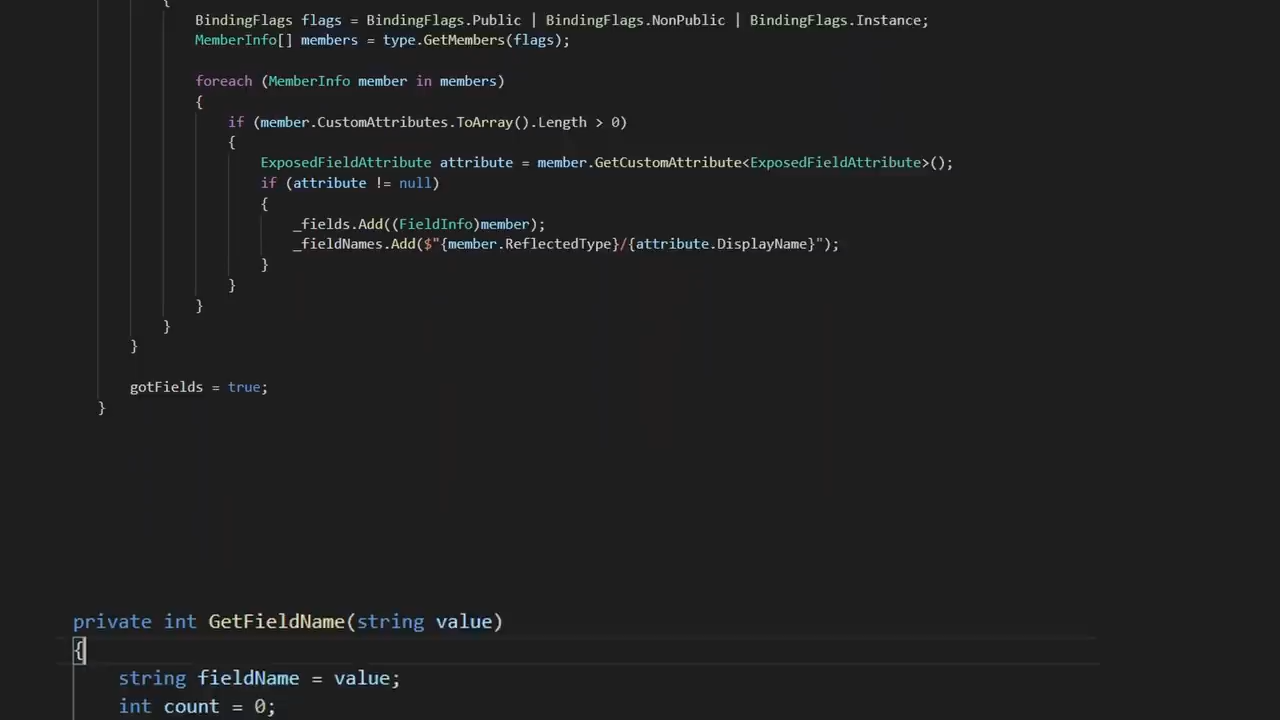 {
BindingFlags flags = BindingFlags.Public | BindingFlags.NonPublic | BindingFlags.Instance;
MemberInfo[] members = type.GetMembers(flags);
foreach (MemberInfo member in members)
{
if (member.CustomAttributes.ToArray().Length > 0)
{
ExposedFieldAttribute attribute = member.GetCustomAttribute<ExposedFieldAttribute>();
if (attribute != null)
{
_fields.Add((FieldInfo)member);
_fieldNames.Add($"{member.ReflectedType}/{attribute.DisplayName}");
}
}
}
}
}
gotFields = true;
}
private int GetFieldName(string value)
{
string fieldName = value;
int count = 0;